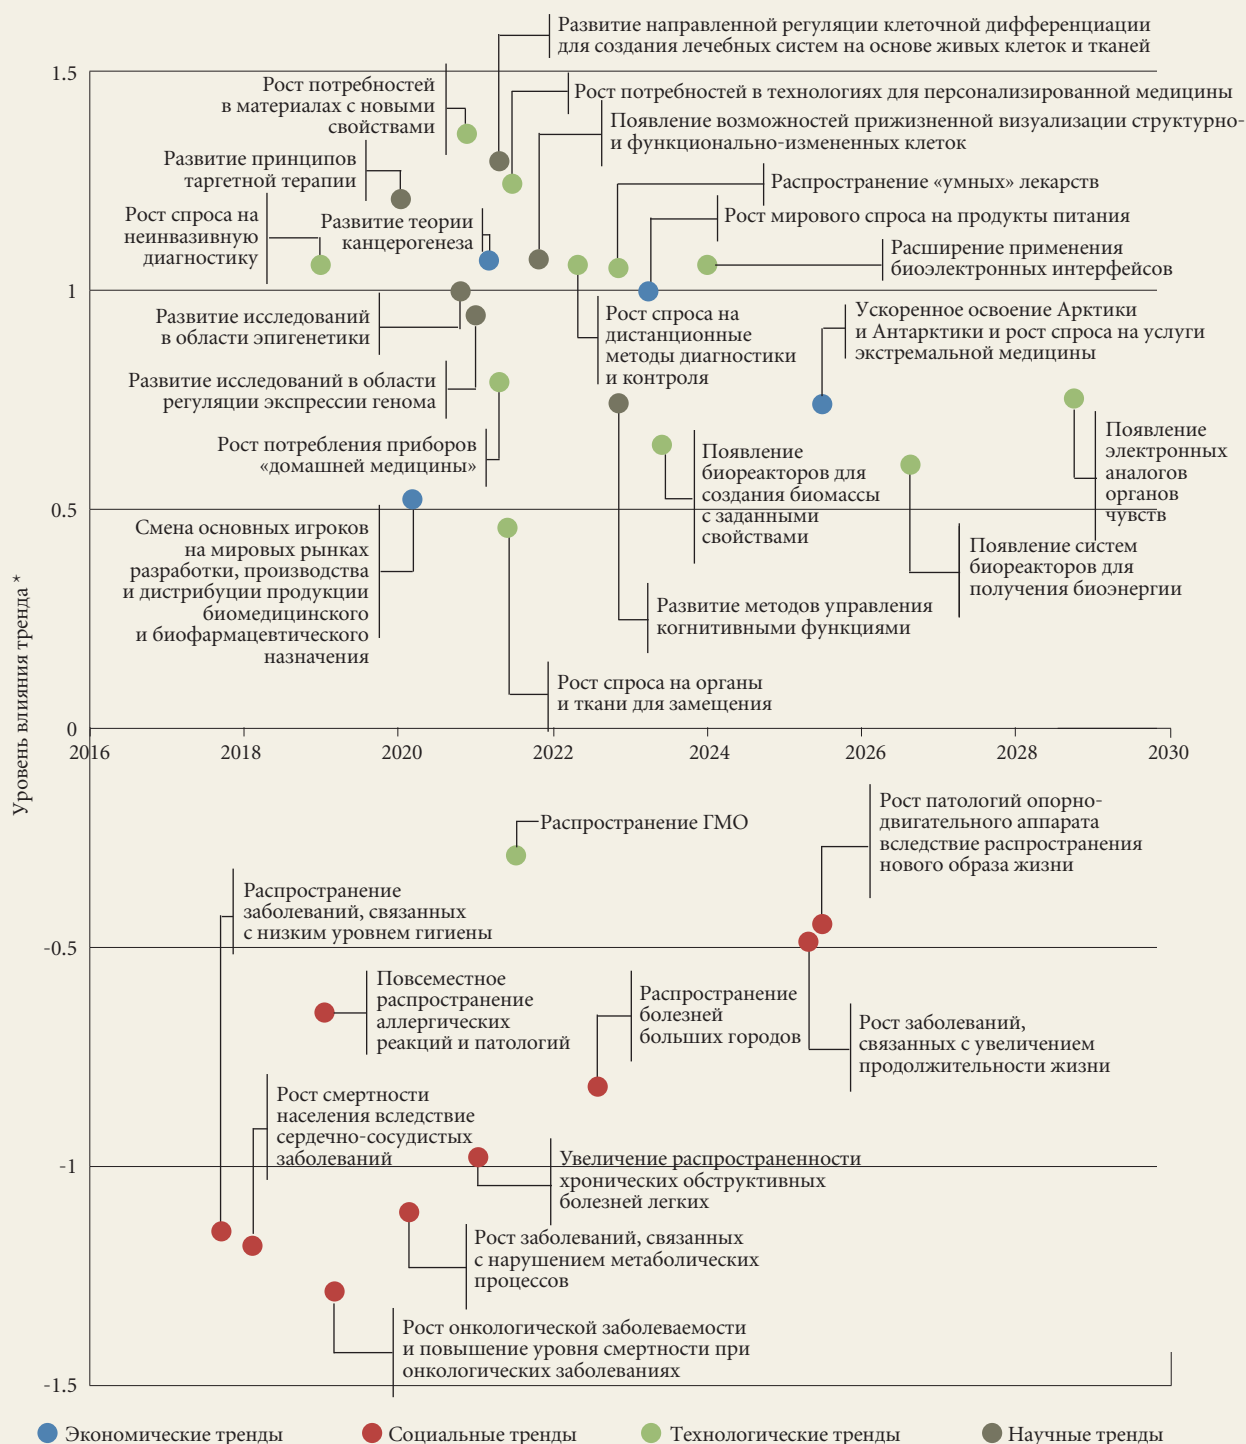 Развитие направленной регуляции клеточной дифференциации
для создания лечебных систем на основе живых клеток и тканей
1.5
Рост потребностей
в материалах с новыми
свойствами
Рост потребностей в технологиях для персонализированной медицины
Появление возможностей прижизненной визуализации структурно-
и функционально-измененных клеток
Развитие принципов
таргетной терапии
Распространение «умных» лекарств
Рост спроса на
неинвазивную
диагностику
Развитие теории
канцерогенеза
Рост мирового спроса на продукты питания
Расширение применения
биоэлектронных интерфейсов
1
Развитие исследований
в области эпигенетики
Рост спроса на
дистанционные
методы диагностики
и контроля
Ускоренное освоение Арктики
и Антарктики и рост спроса на услуги
экстремальной медицины
Развитие исследований в области
регуляции экспрессии генома
Рост потребления приборов
«домашней медицины»
Появление
биореакторов для
создания биомассы
с заданными
свойствами
Появление
электронных
аналогов
органов
чувств
0.5
Смена основных игроков
на мировых рынках
разработки, производства
и дистрибуции продукции
биомедицинского
и биофармацевтического
назначения
Появление систем
биореакторов для
получения биоэнергии
Развитие методов управления
когнитивными функциями
Рост спроса на органы
и ткани для замещения
Уровень влияния тренда *
0
2016
2018
2020
2022
2024
2026
2028
2030
Распространение ГМО
Рост патологий опорно-
двигательного аппарата
вследствие распространения
нового образа жизни
Распространение
заболеваний, связанных
с низким уровнем гигиены
-0.5
Повсеместное
распространение
аллергических
реакций и патологий
Распространение
болезней
больших городов
Рост заболеваний,
связанных с увеличением
продолжительности жизни
Рост смертности
населения вследствие
сердечно-сосудистых
заболеваний
-1
Увеличение распространенности
хронических обструктивных
болезней легких
Рост заболеваний, связанных
с нарушением метаболических
процессов
Рост онкологической заболеваемости
и повышение уровня смертности при
онкологических заболеваниях
-1.5
Экономические тренды
Социальные тренды
Технологические тренды
Научные тренды